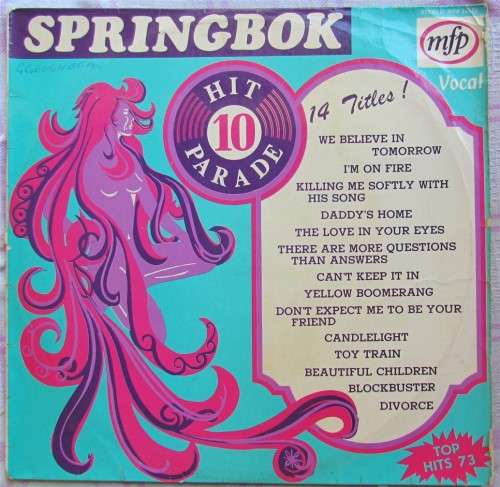 SPRINGBOK
mfp
Vocal
HIT
10
PARADE
14 Titles!
WE BELIEVE IN
TOMORROW
I'M ON FIRE
KILLING ME SOFTLY WITH
HIS SONG
DADDY'S HOME
THE LOVE IN YOUR EYES
THERE ARE MORE QUESTIONS
THAN ANSWERS
CAN'T KEEP IT IN
YELLOW BOOMERANG
DON'T EXPECT ME TO BE YOUR
FRIEND
CANDLELIGHT
TOY TRAIN
BEAUTIFUL CHILDREN
BLOCKBUSTER
DIVORCE
TOP
HITS 73